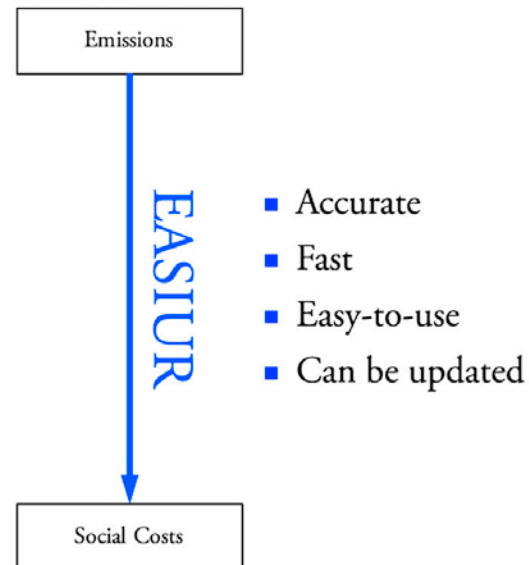 Emissions
EASIUR
Accurate
Fast
Easy-to-use
Can be updated
Social Costs